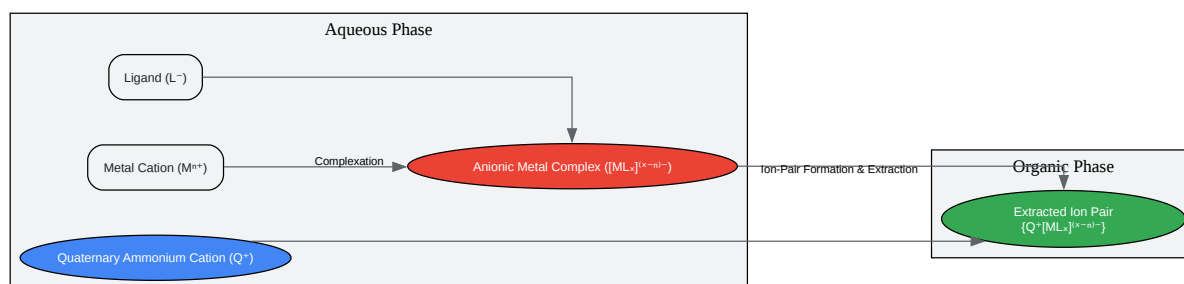 Aqueous Phase
Ligand (L⁻)
Metal Cation (Mⁿ⁺)
Complexation
Anionic Metal Complex ([MLₓ]⁽ˣ⁻ⁿ⁾⁻)
Quaternary Ammonium Cation (Q⁺)
Ion-Pair Formation & Extraction
Organic Phase
Extracted Ion Pair
{Q⁺[MLₓ]⁽ˣ⁻ⁿ⁾⁻}